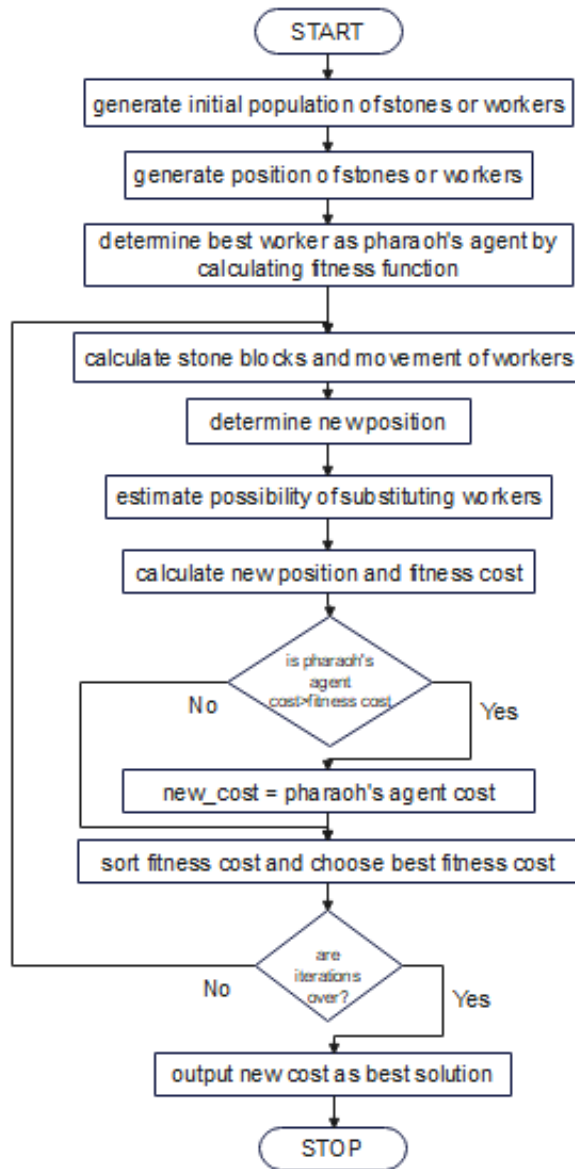 START
generate initial population of stones or workers
generate position of stones or workers
determine best worker as pharaoh's agent by
calculating fitness function
calculate stone blocks and movement of workers
determine new position
estimate possibility of substituting workers
calculate new position and fitness cost
is pharaoh's
agent
cost>fitness cost
No
Yes
new_cost = pharaoh's agent cost
sort fitness cost and choose best fitness cost
are
iterations
over?
No
Yes
output new cost as best solution
STOP